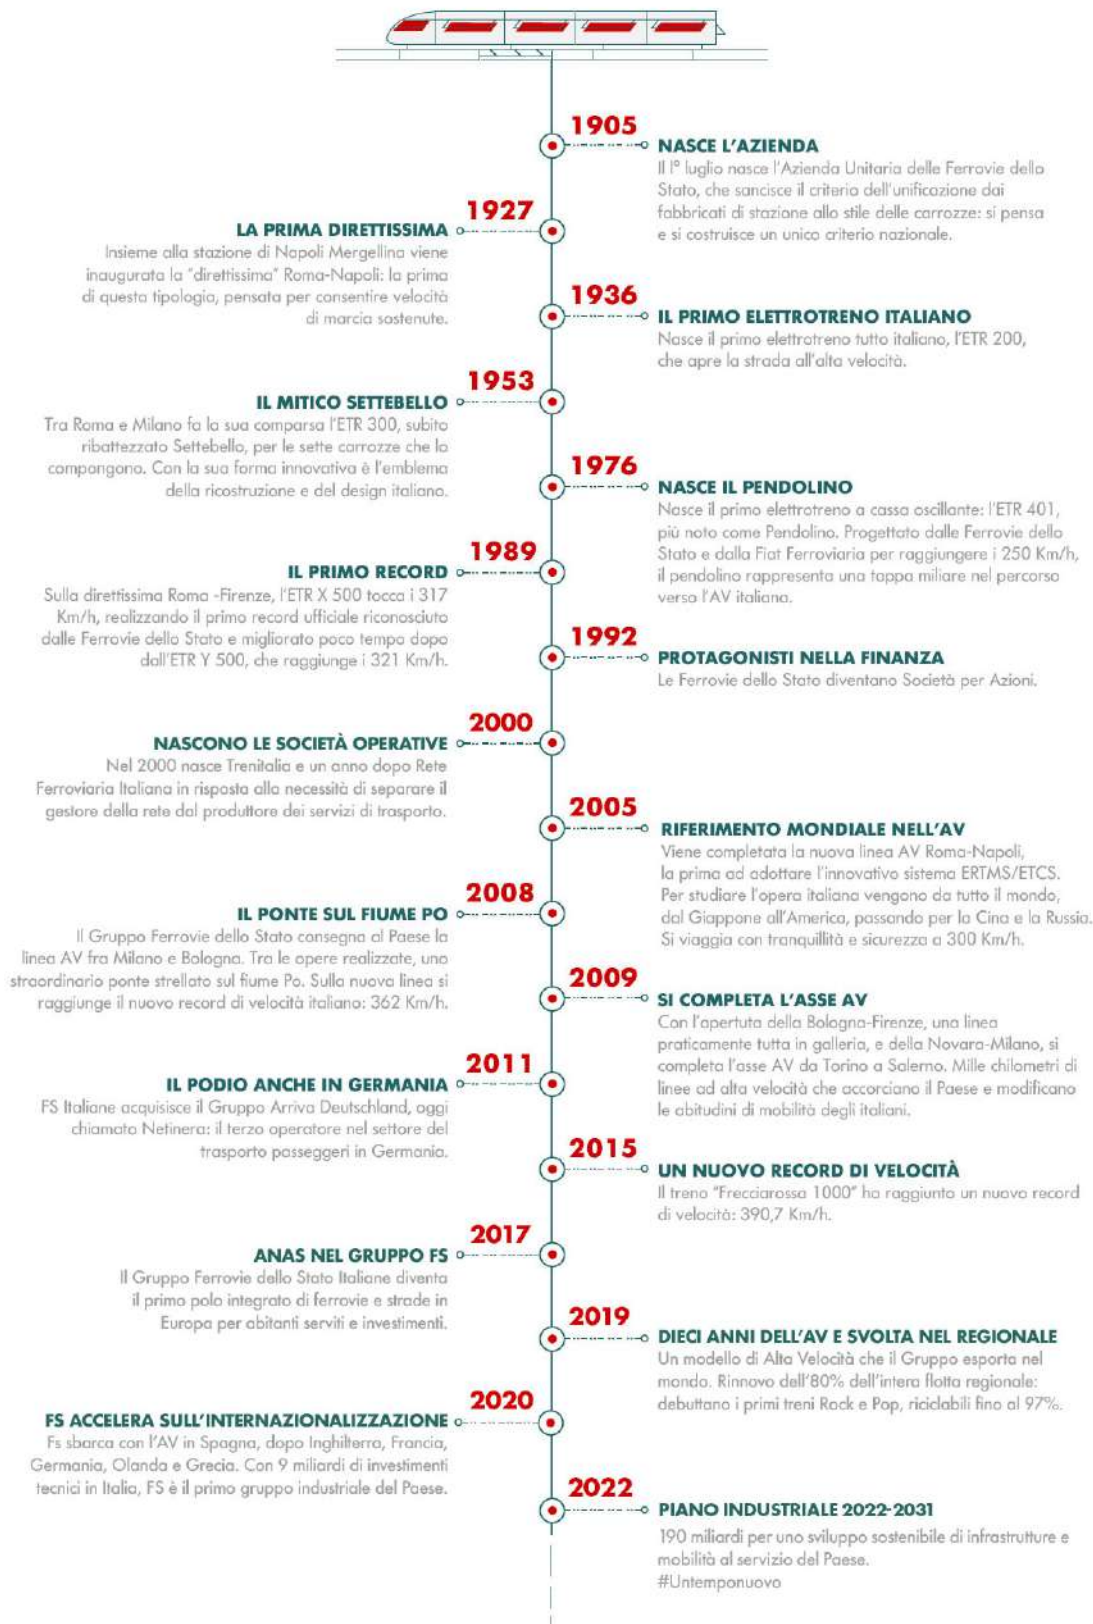 1905
NASCE L'AZIENDA
Il I° luglio nasce l'Azienda Unitaria delle Ferrovie dello
Stato, che sancisce il criterio dell'unificazione dai
fabbricati di stazione allo stile delle carrozze: si pensa
e si costruisce un unico criterio nazionale.
1927
LA PRIMA DIRETTISSIMA
Insieme alla stazione di Napoli Mergellina viene
inaugurata la "direttissima" Roma-Napoli: la prima
di questa tipologia, pensata per consentire velocità
di marcia sostenute.
1936
IL PRIMO ELETTROTRENO ITALIANO
Nasce il primo elettrotreno tutto italiano, l'ETR 200,
che apre la strada all'alta velocità.
1953
IL MITICO SETTEBELLO
Tra Roma e Milano fa la sua comparsa l'ETR 300, subito
ribattezzato Settebello, per le sette carrozze che lo
compongono. Con la sua forma innovativa è l'emblema
della ricostruzione e del design italiano.
1976
NASCE IL PENDOLINO
Nasce il primo elettrotreno a cassa oscillante: l'ETR 401,
più noto come Pendolino. Progettato dalle Ferrovie dello
Stato e dalla Fiat Ferroviaria per raggiungere i 250 Km/h,
il pendolino rappresenta una tappa miliare nel percorso
verso l'AV italiana.
1989
IL PRIMO RECORD
Sulla direttissima Roma -Firenze, l'ETR X 500 tocca i 317
Km/h, realizzando il primo record ufficiale riconosciuto
dalle Ferrovie dello Stato e migliorato poco tempo dopo
dall'ETR Y 500, che raggiunge i 321 Km/h.
1992
PROTAGONISTI NELLA FINANZA
Le Ferrovie dello Stato diventano Società per Azioni.
2000
NASCONO LE SOCIETÀ OPERATIVE
Nel 2000 nasce Trenitalia e un anno dopo Rete
Ferroviaria Italiana in risposta alla necessità di separare il
gestore della rete dal produttore dei servizi di trasporto.
2005
RIFERIMENTO MONDIALE NELL'AV
Viene completata la nuova linea AV Roma-Napoli,
la prima ad adottare l'innovativo sistema ERTMS/ETCS.
Per studiare l'opera italiana vengono da tutto il mondo,
dal Giappone all'America, passando per la Cina e la Russia.
Si viaggia con tranquillità e sicurezza a 300 Km/h.
2008
IL PONTE SUL FIUME PO
Il Gruppo Ferrovie dello Stato consegna al Paese la
linea AV fra Milano e Bologna. Tra le opere realizzate, uno
straordinario ponte strellato sul fiume Po. Sulla nuova linea si
raggiunge il nuovo record di velocità italiano: 362 Km/h.
2009
SI COMPLETA L'ASSE AV
Con l'apertuta della Bologna-Firenze, una linea
praticamente tutta in galleria, e della Novara-Milano, si
completa l'asse AV da Torino a Salerno. Mille chilometri di
linee ad alta velocità che accorciano il Paese e modificano
le abitudini di mobilità degli italiani.
2011
IL PODIO ANCHE IN GERMANIA
FS Italiane acquisisce il Gruppo Arriva Deutschland, oggi
chiamato Netinera: il terzo operatore nel settore del
trasporto passeggeri in Germania.
2015
UN NUOVO RECORD DI VELOCITÀ
Il treno "Frecciarossa 1000" ha raggiunto un nuovo record
di velocità: 390,7 Km/h.
2017
ANAS NEL GRUPPO FS
Il Gruppo Ferrovie dello Stato Italiane diventa
il primo polo integrato di ferrovie e strade in
Europa per abitanti serviti e investimenti.
2019
DIECI ANNI DELL'AV E SVOLTA NEL REGIONALE
Un modello di Alta Velocità che il Gruppo esporta nel
mondo. Rinnovo dell'80% dell'intera flotta regionale:
debuttano i primi treni Rock e Pop, riciclabili fino al 97%.
2020
FS ACCELERA SULL'INTERNAZIONALIZZAZIONE
Fs sbarca con l'AV in Spagna, dopo Inghilterra, Francia,
Germania, Olanda e Grecia. Con 9 miliardi di investimenti
tecnici in Italia, FS è il primo gruppo industriale del Paese.
2022
PIANO INDUSTRIALE 2022-2031
190 miliardi per uno sviluppo sostenibile di infrastrutture e
mobilità al servizio del Paese.
#Untemponuovo